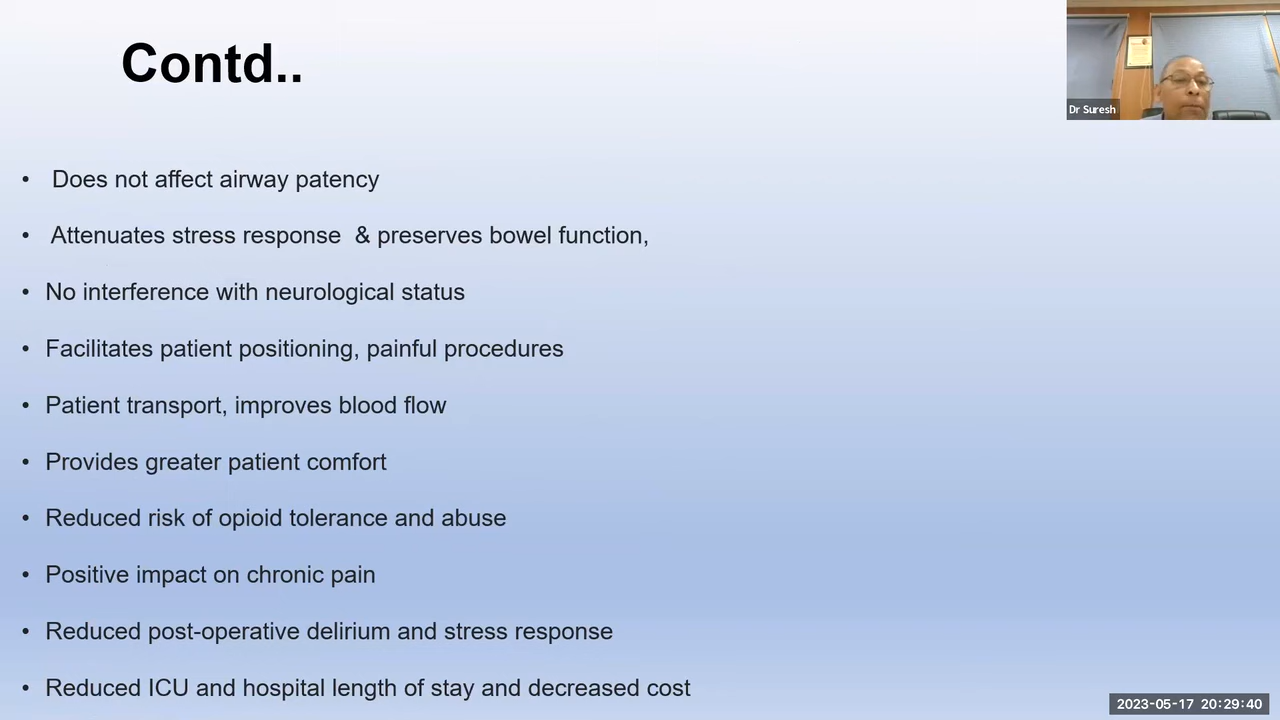 Contd..
Dr Suresh
• Does not affect airway patency
• Attenuates stress response & preserves bowel function,
• No interference with neurological status
• Facilitates patient positioning, painful procedures
• Patient transport, improves blood flow
• Provides greater patient comfort
• Reduced risk of opioid tolerance and abuse
• Positive impact on chronic pain
• Reduced post-operative delirium and stress response
• Reduced ICU and hospital length of stay and decreased cost
2023-05-17 20:29:40